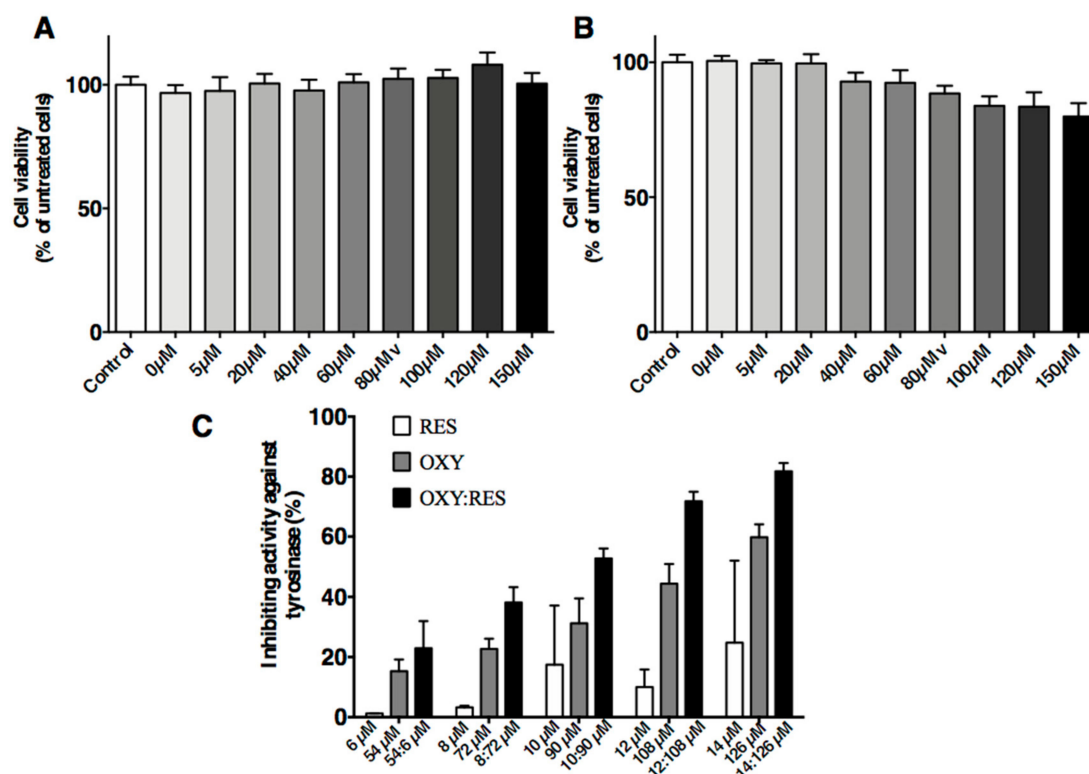 A
Cell viability
(% of untreated cells)
100
50
0
Control
0µM
5µM
20µM
40µM
60µM
80µM v
100µM
120µM
150µM
B
Cell viability
(% of untreated cells)
100
50
0
Control
0µM
5µM
20µM
40µM
60µM
80µM v
100µM
120µM
150µM
C
Inhibiting activity against
tyrosinase (%)
100
80
60
40
20
0
RES
OXY
OXY:RES
6 µM
54 µM
54:6 µM
8 µM
72 µM
8:72 µM
10 µM
90 µM
10:90 µM
12 µM
108 µM
12:108 µM
14 µM
126 µM
14:126 µM